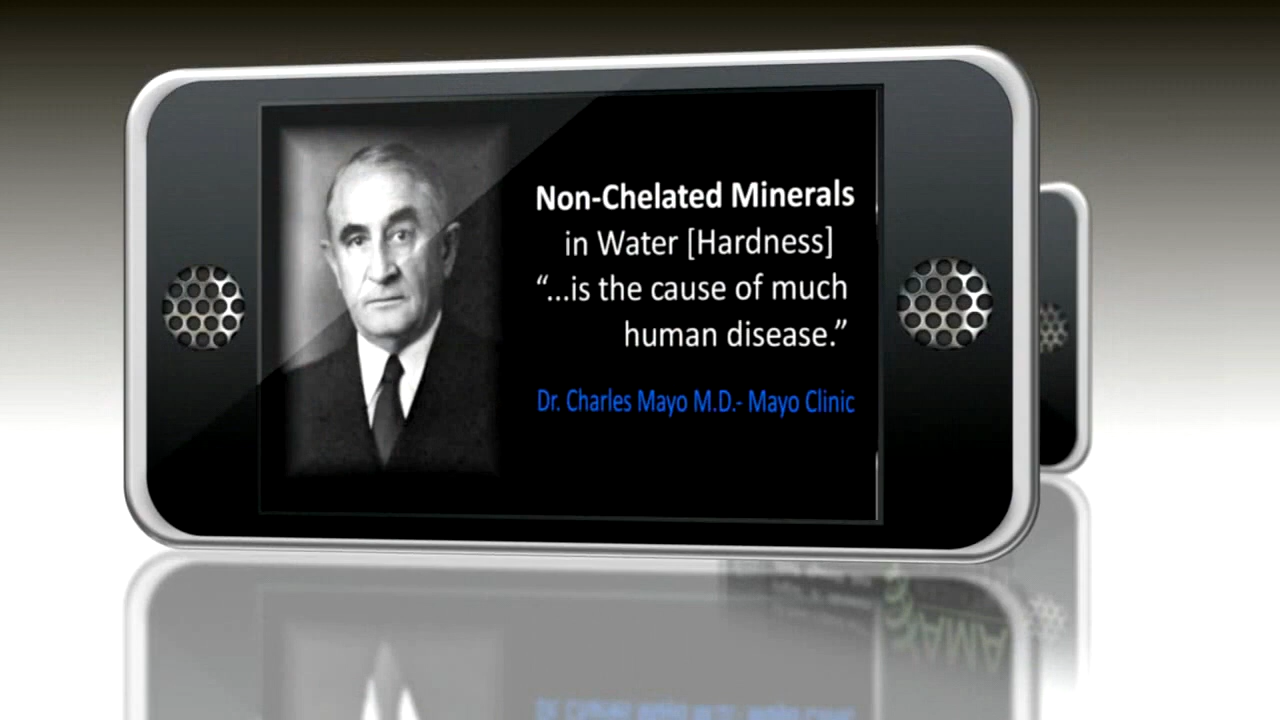 Non-Chelated Minerals
in Water [Hardness]
“...is the cause of much
human disease.”
Dr. Charles Mayo M.D.- Mayo Clinic